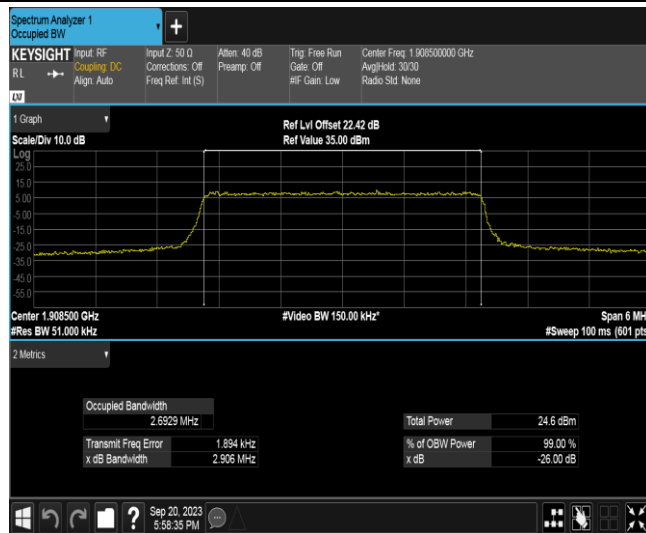 Spectrum Analyzer 1
Occupied BW
+
KEYSIGHT
RL
Input: RF
Coupling: DC
Align: Auto
Input Z: 50 Ω
Corrections: Off
Freq Ref: Int (S)
Atten: 40 dB
Preamp: Off
Trig: Free Run
Gate: Off
#IF Gain: Low
Center Freq: 1.908500000 GHz
Avg|Hold: 30/30
Radio Std: None
1 Graph
Scale/Div 10.0 dB
Ref Lvl Offset 22.42 dB
Ref Value 35.00 dBm
Log
25.0
15.0
5.00
-5.00
-15.0
-25.0
-35.0
-45.0
-55.0
Center 1.908500 GHz
#Video BW 150.00 kHz*
Span 6 MH
#Res BW 51.000 kHz
#Sweep 100 ms (601 pts
2 Metrics
Occupied Bandwidth
2.6929 MHz
Total Power 24.6 dBm
Transmit Freq Error 1.894 kHz
% of OBW Power 99.00 %
x dB Bandwidth 2.906 MHz
x dB -26.00 dB
?
Sep 20, 2023
5:58:35 PM